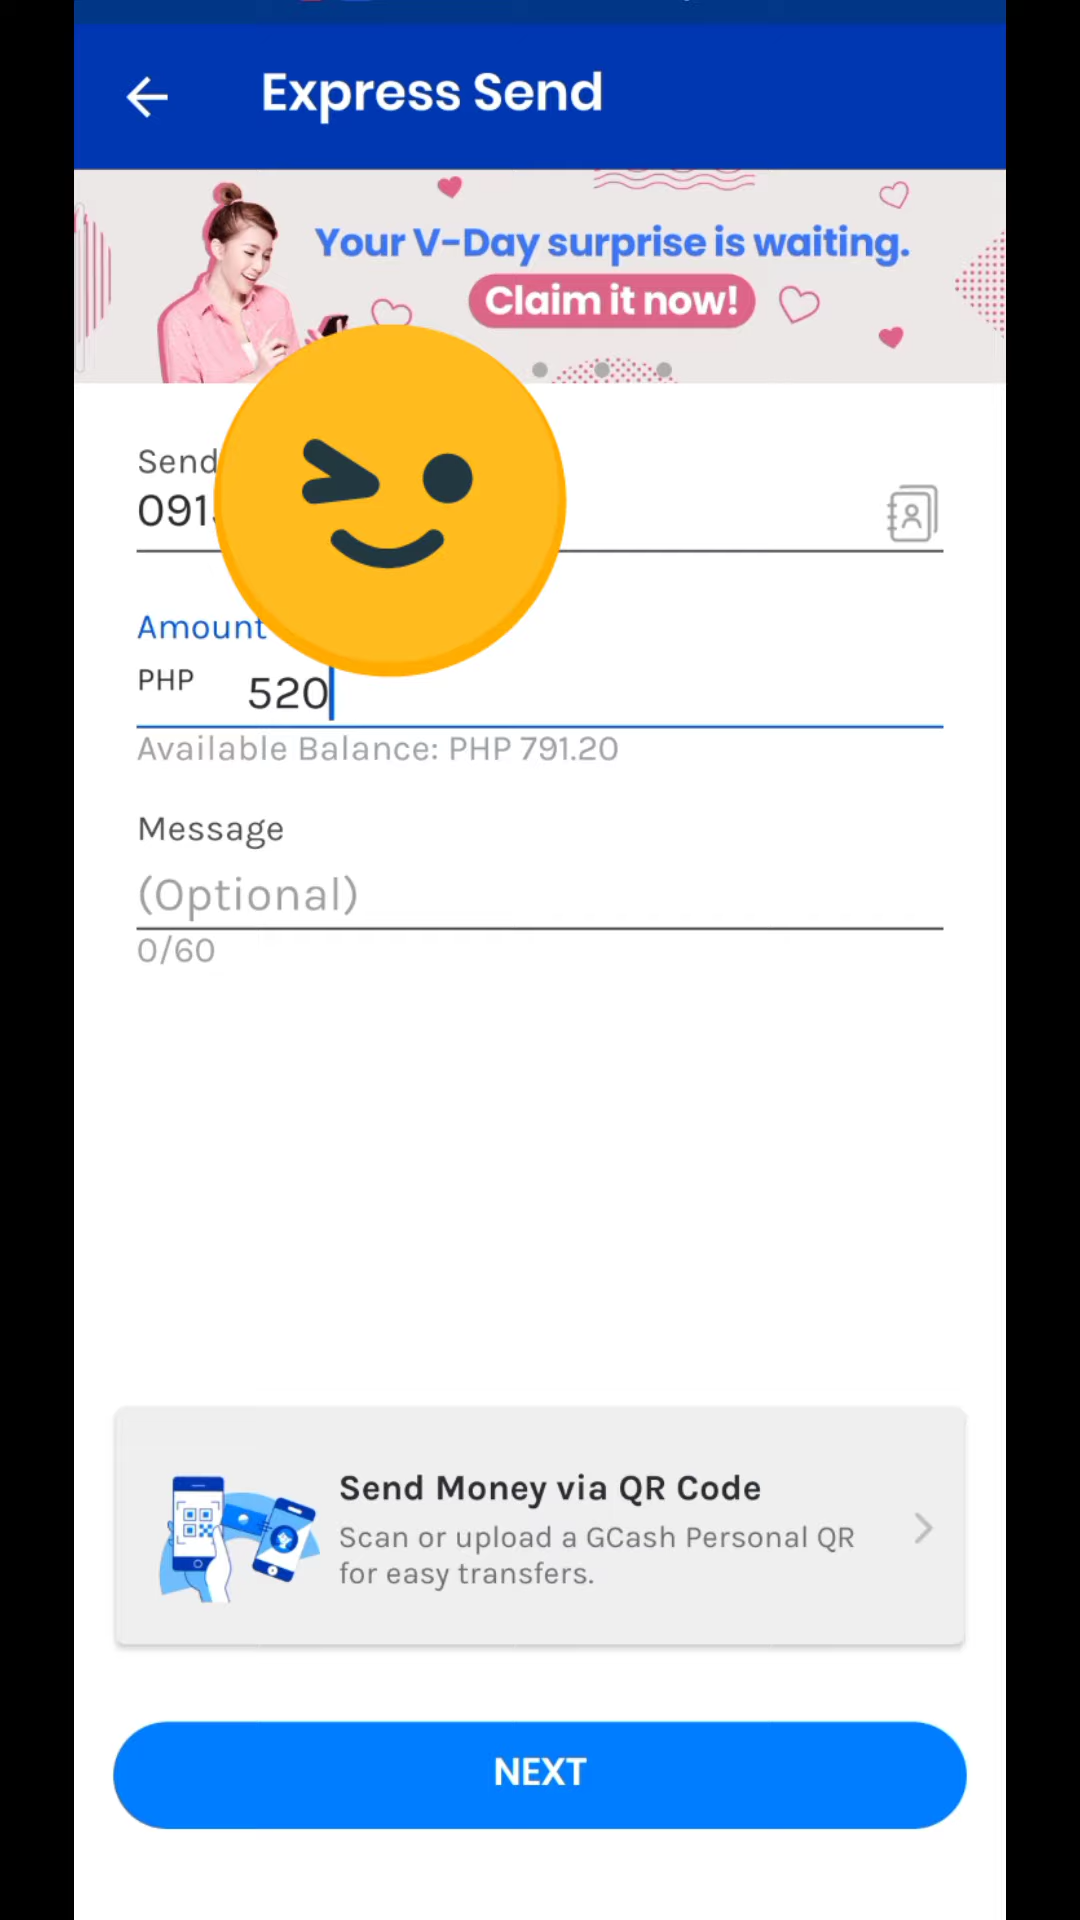 Express Send
Your V-Day surprise is waiting.
Claim it now!
Send
091
Amount
PHP 520
Available Balance: PHP 791.20
Message
(Optional)
0/60
Send Money via QR Code
Scan or upload a GCash Personal QR
for easy transfers.
NEXT